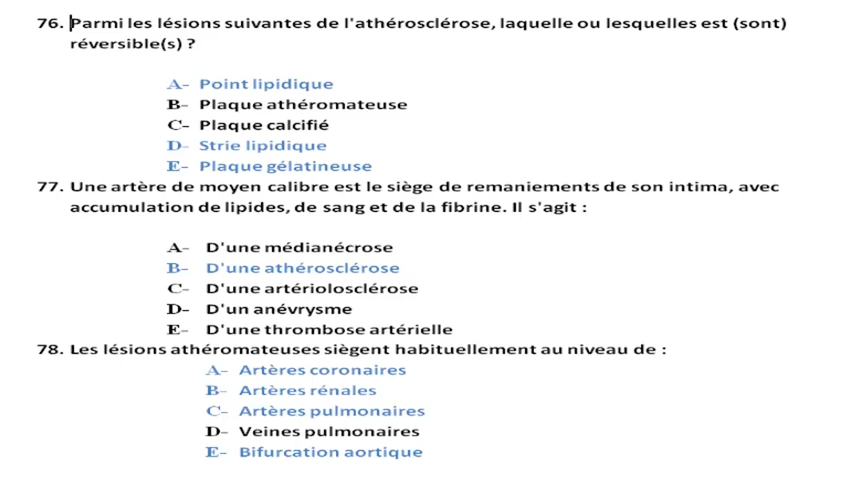 76. Parmi les lésions suivantes de l'athérosclérose, laquelle ou lesquelles est (sont)
réversible(s) ?
A- Point lipidique
B- Plaque athéromateuse
C- Plaque calcifié
D- Strie lipidique
E- Plaque gélatineuse
77. Une artère de moyen calibre est le siège de remaniements de son intima, avec
accumulation de lipides, de sang et de la fibrine. Il s'agit :
A- D'une médianécrose
B- D'une athérosclérose
C- D'une artériolosclérose
D- D'un anévrysme
E- D'une thrombose artérielle
78. Les lésions athéromateuses siègent habituellement au niveau de :
A- Artères coronaires
B- Artères rénales
C- Artères pulmonaires
D- Veines pulmonaires
E- Bifurcation aortique